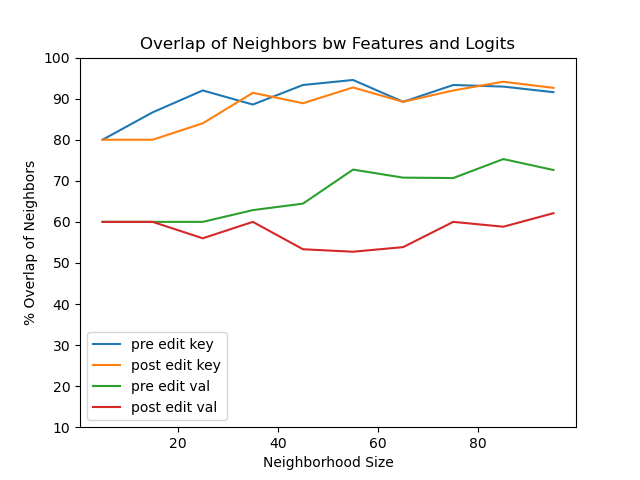 Overlap of Neighbors bw Features and Logits
100
90
80
70
60
50
40
30
20
10
% Overlap of Neighbors
pre edit key
post edit key
pre edit val
post edit val
20 40 60 80
Neighborhood Size